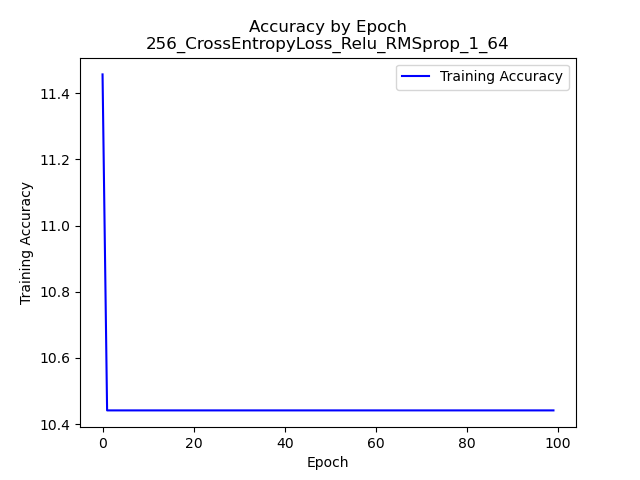 Accuracy by Epoch
256_CrossEntropyLoss_Relu_RMSprop_1_64
Training Accuracy
11.4
11.2
11.0
10.8
10.6
10.4
Training Accuracy
0 20 40 60 80 100
Epoch